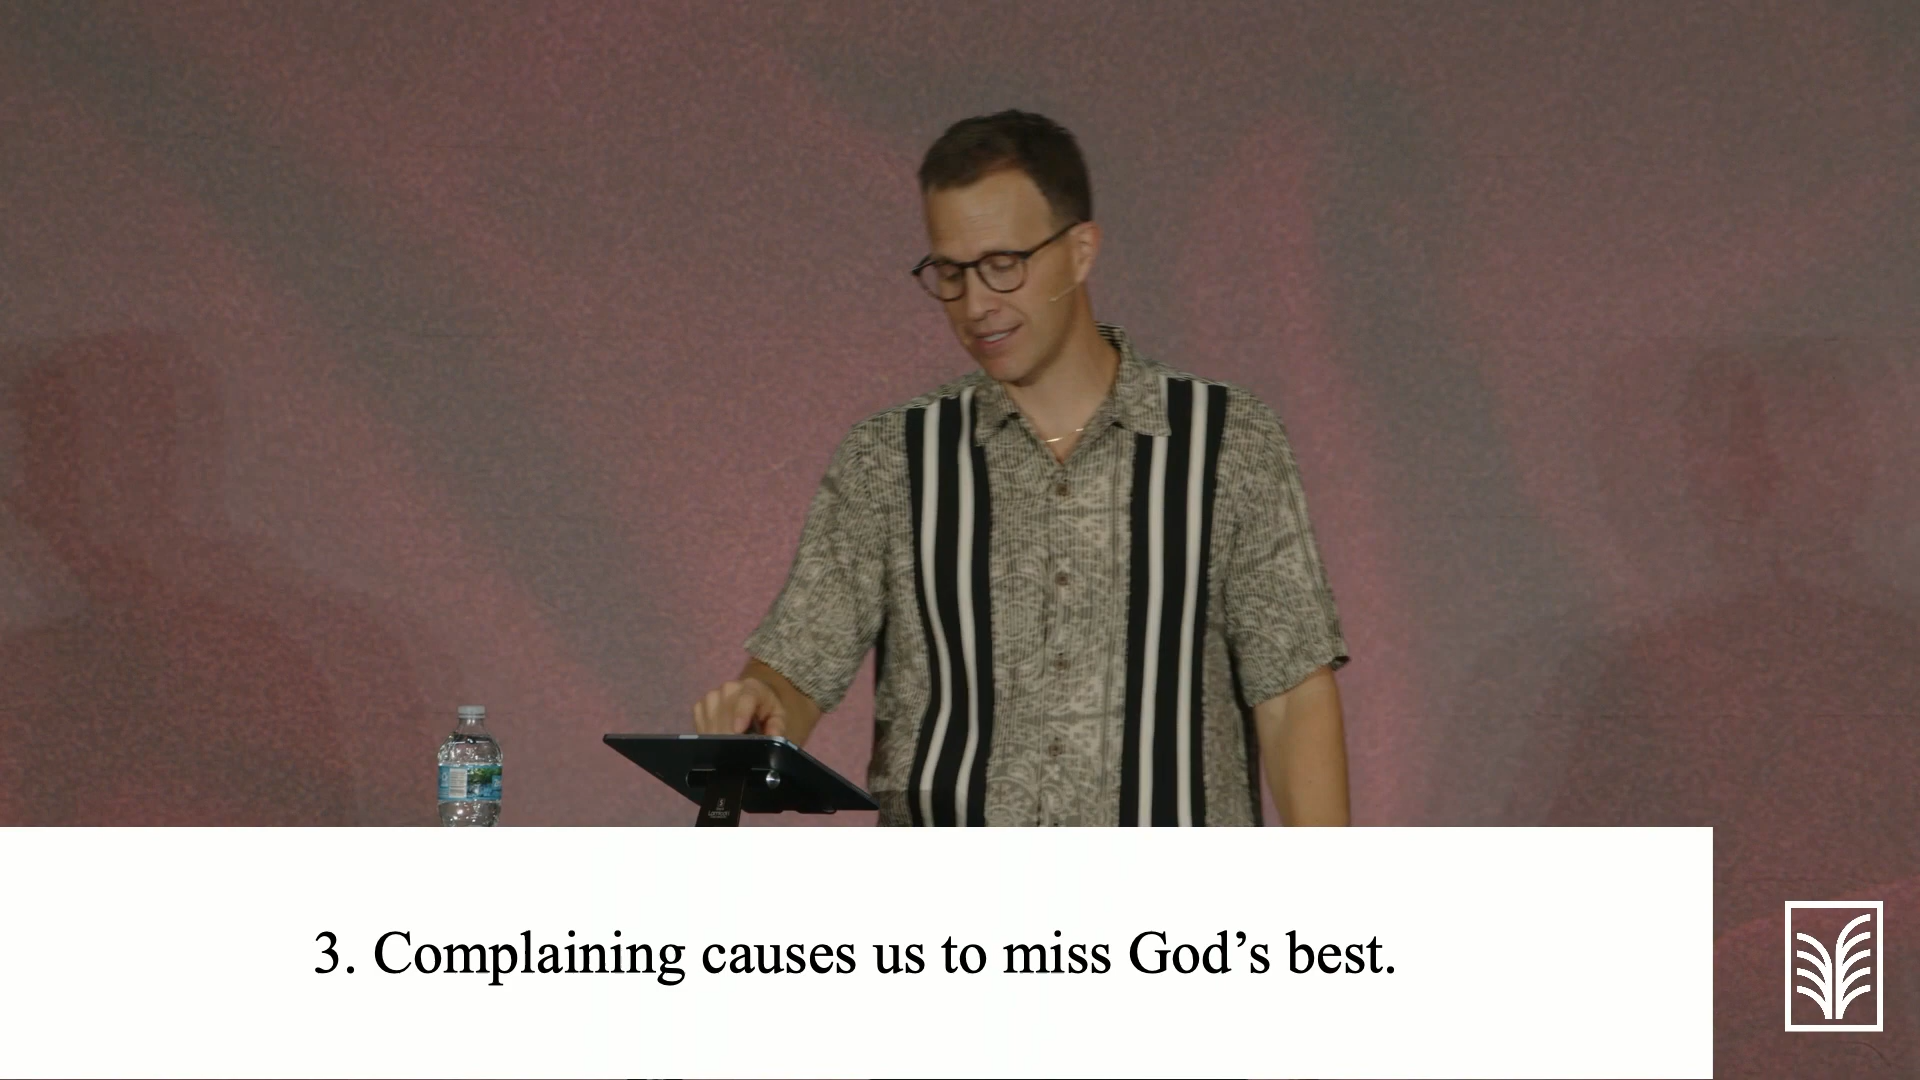 3. Complaining causes us to miss God’s best.